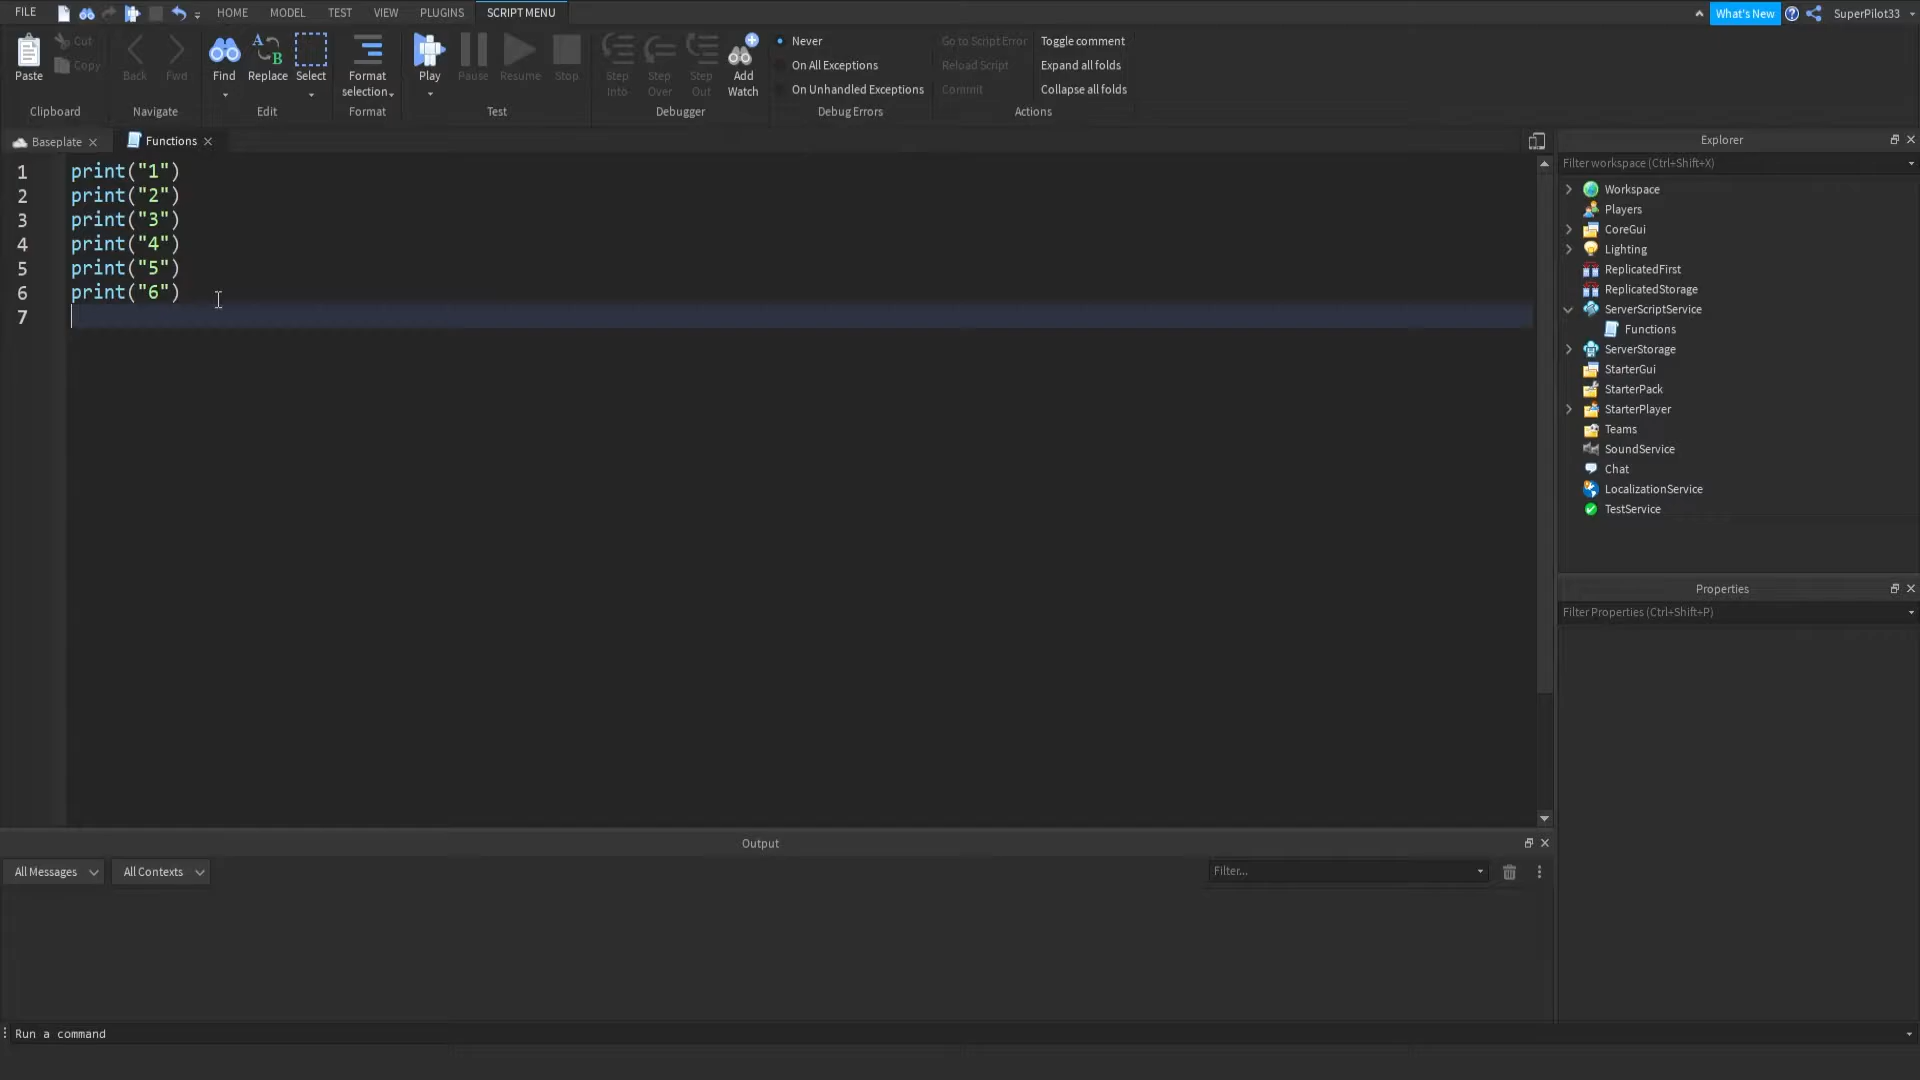 FILE HOME MODEL TEST VIEW PLUGINS SCRIPT MENU What's New SuperPilot33
Paste Cut Copy Back Fwd Find Replace Select Format selection Play Pause Resume Stop Step Into Step Over Step Out Add Watch
Never Go to Script Error Toggle comment
On All Exceptions Reload Script Expand all folds
On Unhandled Exceptions Commit Collapse all folds
Clipboard Navigate Edit Format Test Debugger Debug Errors Actions
Baseplate Functions
1 print("1")
2 print("2")
3 print("3")
4 print("4")
5 print("5")
6 print("6")
7
Explorer
Filter workspace (Ctrl+Shift+X)
Workspace
Players
CoreGui
Lighting
ReplicatedFirst
ReplicatedStorage
ServerScriptService
Functions
ServerStorage
StarterGui
StarterPack
StarterPlayer
Teams
SoundService
Chat
LocalizationService
TestService
Properties
Filter Properties (Ctrl+Shift+P)
Output
All Messages All Contexts Filter...
Run a command